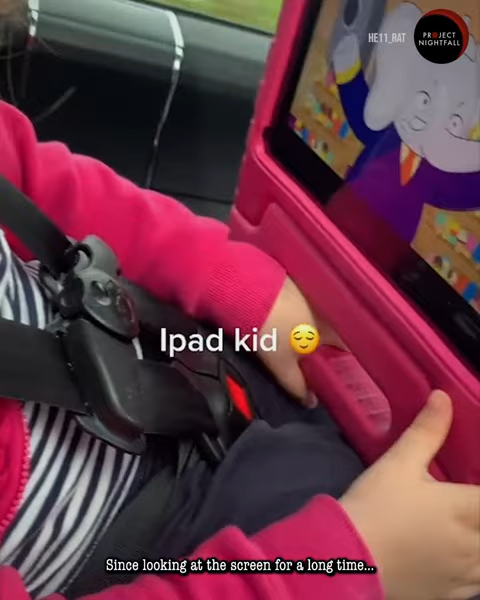 HE11_RAT
PROJECT
NIGHTFALL
Ipad kid 😌
Since looking at the screen for a long time...